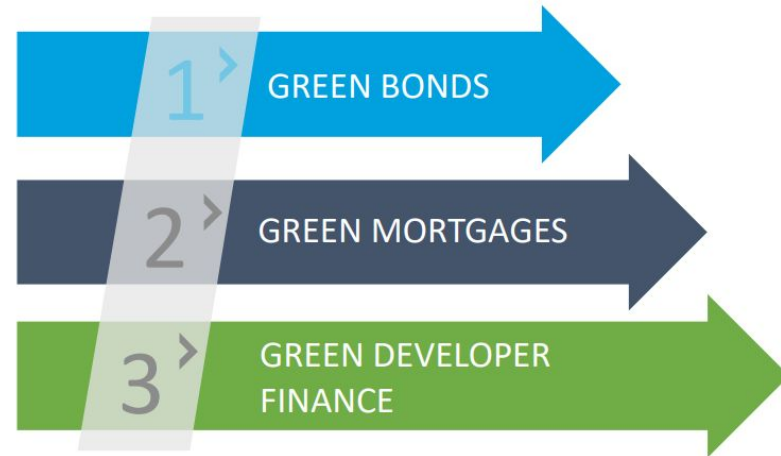 1 › GREEN BONDS
2 › GREEN MORTGAGES
3 › GREEN DEVELOPER
FINANCE